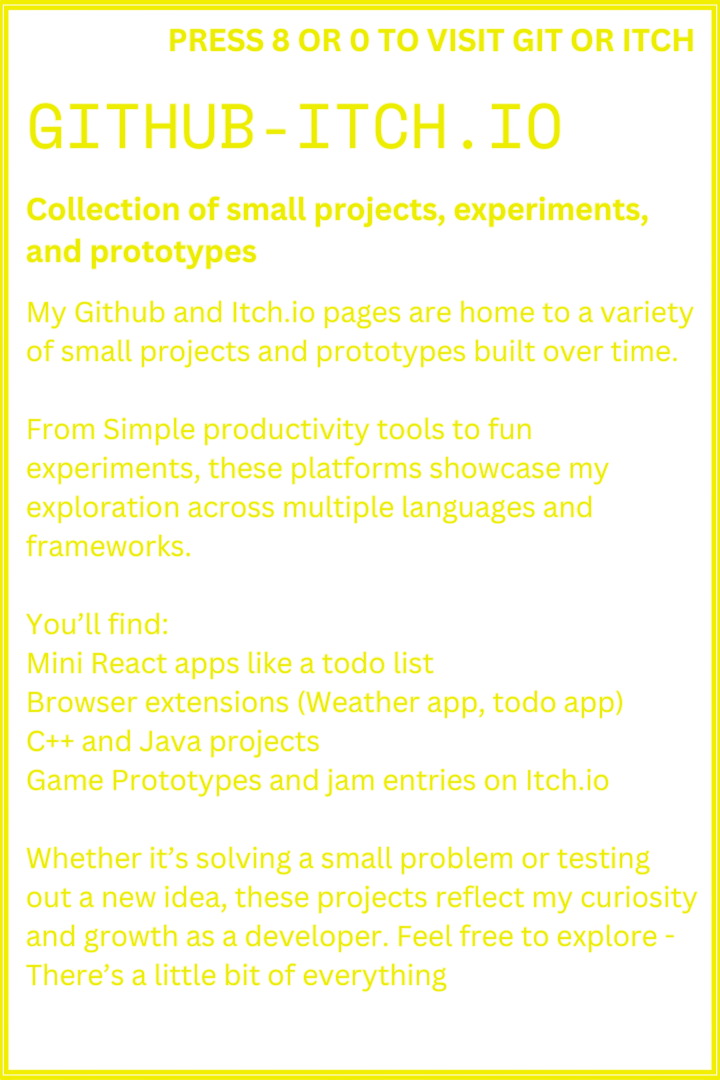 PRESS 8 OR 0 TO VISIT GIT OR ITCH
GITHUB-ITCH.IO
Collection of small projects, experiments,
and prototypes
My Github and Itch.io pages are home to a variety
of small projects and prototypes built over time.
From Simple productivity tools to fun
experiments, these platforms showcase my
exploration across multiple languages and
frameworks.
You’ll find:
Mini React apps like a todo list
Browser extensions (Weather app, todo app)
C++ and Java projects
Game Prototypes and jam entries on Itch.io
Whether it’s solving a small problem or testing
out a new idea, these projects reflect my curiosity
and growth as a developer. Feel free to explore -
There’s a little bit of everything